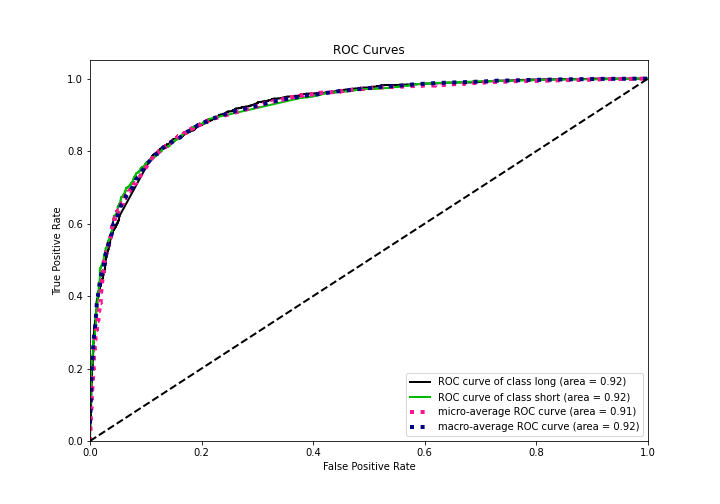 ROC Curves
1.0
0.8
0.6
0.4
0.2
0.0
True Positive Rate
ROC curve of class long (area = 0.92)
ROC curve of class short (area = 0.92)
micro-average ROC curve (area = 0.91)
macro-average ROC curve (area = 0.92)
0.0 0.2 0.4 0.6 0.8 1.0
False Positive Rate